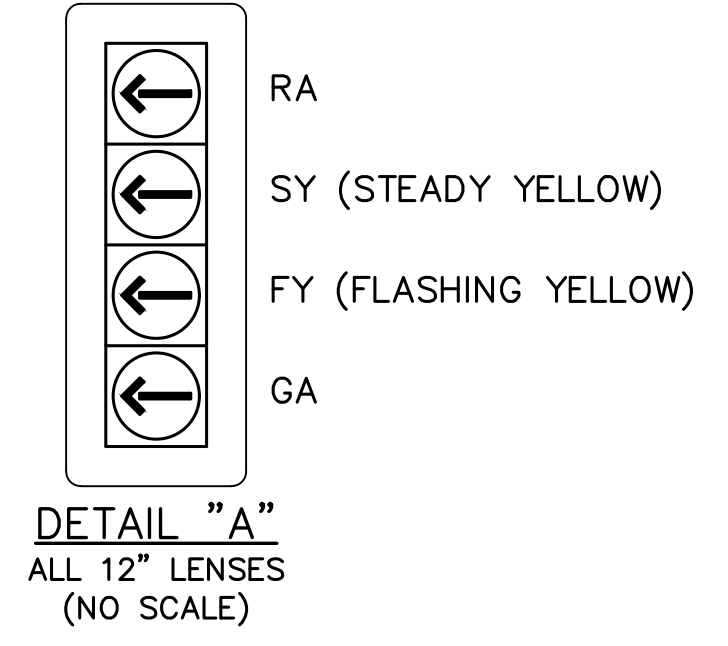 RA
SY (STEADY YELLOW)
FY (FLASHING YELLOW)
GA
DETAIL "A"
ALL 12" LENSES
(NO SCALE)